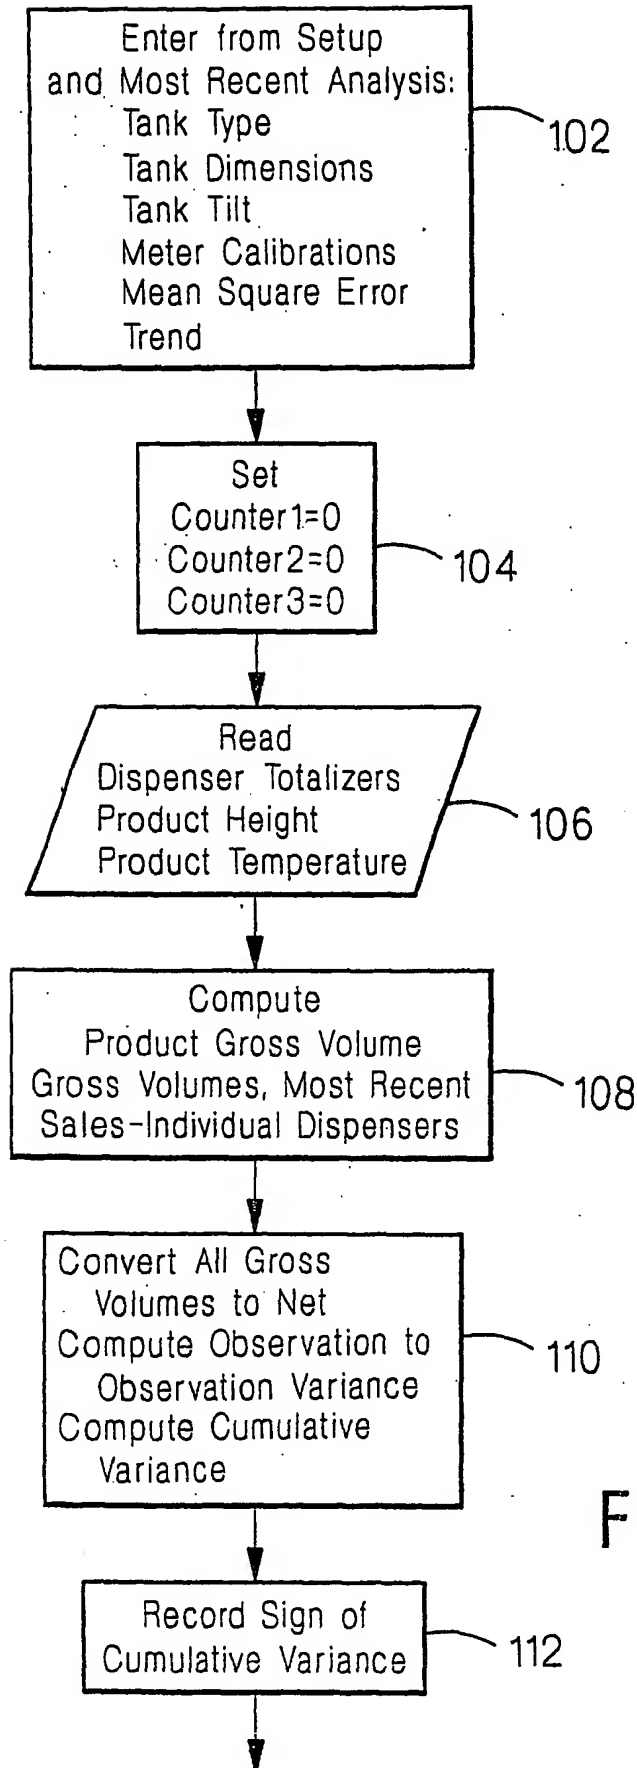 Enter from Setup
and Most Recent Analysis:
Tank Type
Tank Dimensions
Tank Tilt
Meter Calibrations
Mean Square Error
Trend
102
Set
Counter1=0
Counter2=0
Counter3=0
104
Read
Dispenser Totalizers
Product Height
Product Temperature
106
Compute
Product Gross Volume
Gross Volumes, Most Recent
Sales-Individual Dispensers
108
Convert All Gross
Volumes to Net
Compute Observation to
Observation Variance
Compute Cumulative
Variance
110
F
Record Sign of
Cumulative Variance
112